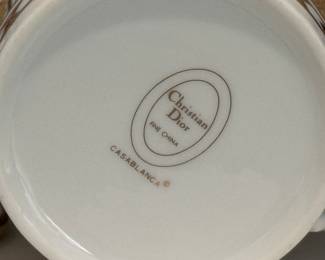 Christian
Dior
FINE CHINA
CASABLANCA ©